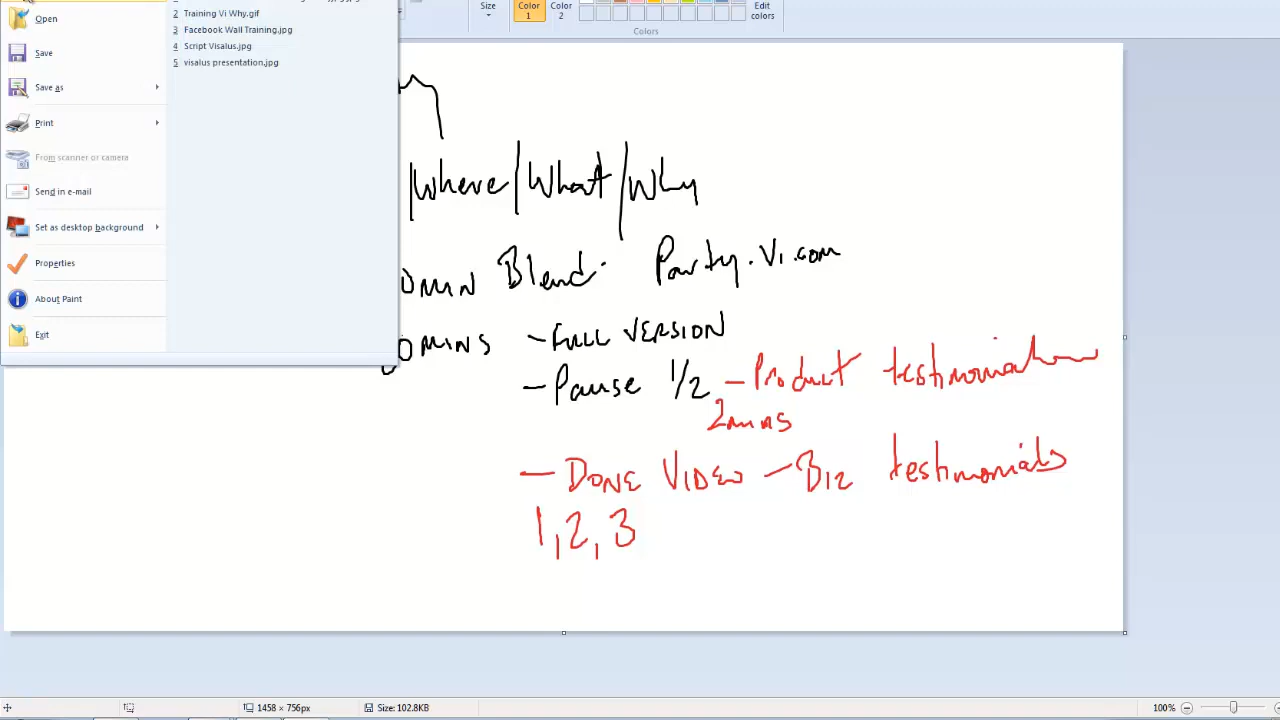 Size
Color 1
Color 2
Edit colors
Colors
Open
Save
Save as
Print
From scanner or camera
Send in e-mail
Set as desktop background
Properties
About Paint
Exit
2 Training Vi Why.gif
3 Facebook Wall Training.jpg
4 Script Visalus.jpg
5 visalus presentation.jpg
/Where/What/Why
Blend. Party.Vi.com
mins - FULL VERSION
- Pause 1/2 - Product testimonial
2mins
- DONE VIDEO - Biz testimonials
1, 2, 3
1458 × 756px
Size: 102.8KB
100%